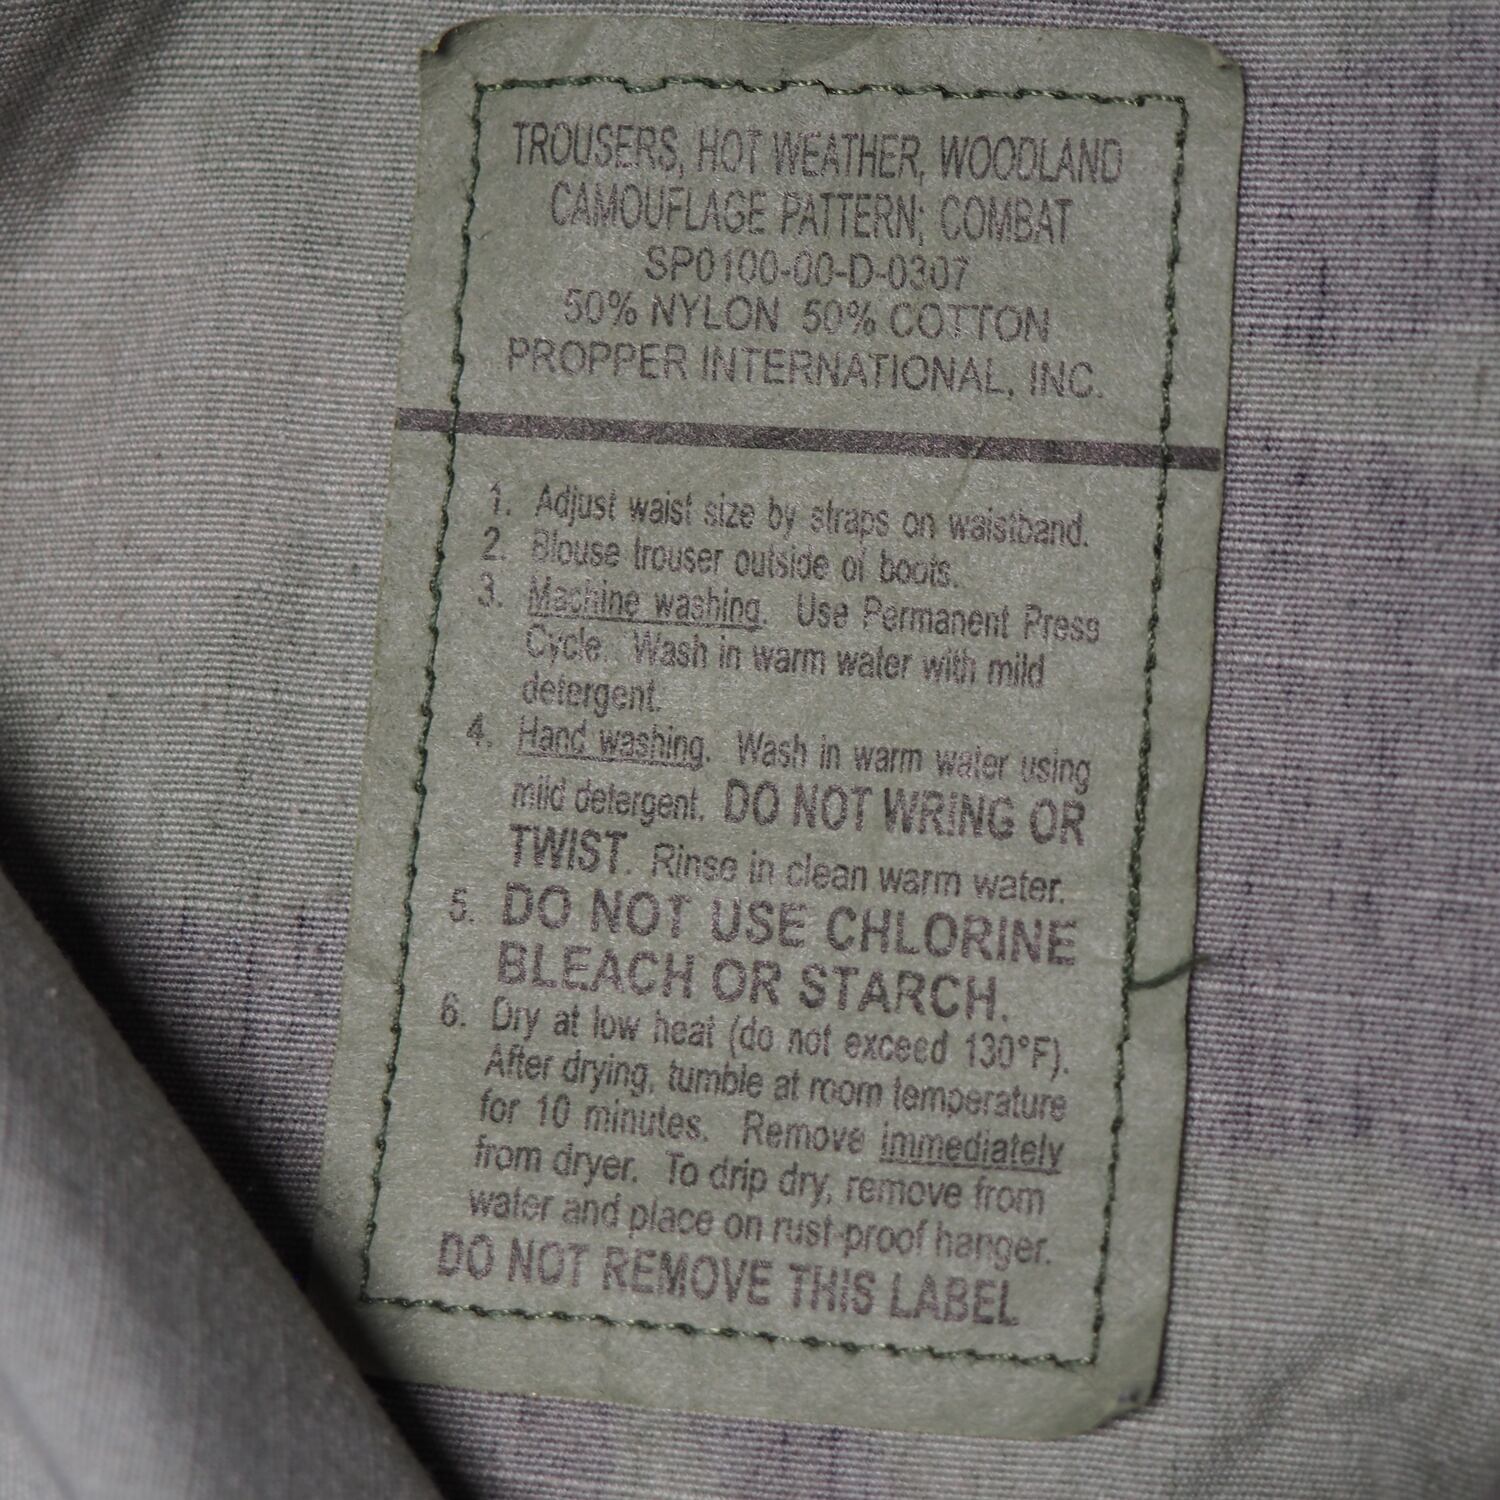 TROUSERS, HOT WEATHER, WOODLAND
CAMOUFLAGE PATTERN; COMBAT
SP0100-00-D-0307
50% NYLON 50% COTTON
PROPPER INTERNATIONAL, INC.
1. Adjust waist size by straps on waistband.
2. Blouse trouser outside of boots.
3. Machine washing. Use Permanent Press
Cycle. Wash in warm water with mild
detergent.
4. Hand washing. Wash in warm water using
mild detergent. DO NOT WRING OR
TWIST. Rinse in clean warm water.
5. DO NOT USE CHLORINE
BLEACH OR STARCH.
6. Dry at low heat (do not exceed 130°F).
After drying, tumble at room temperature
for 10 minutes. Remove immediately
from dryer. To drip dry, remove from
water and place on rust-proof hanger.
DO NOT REMOVE THIS LABEL